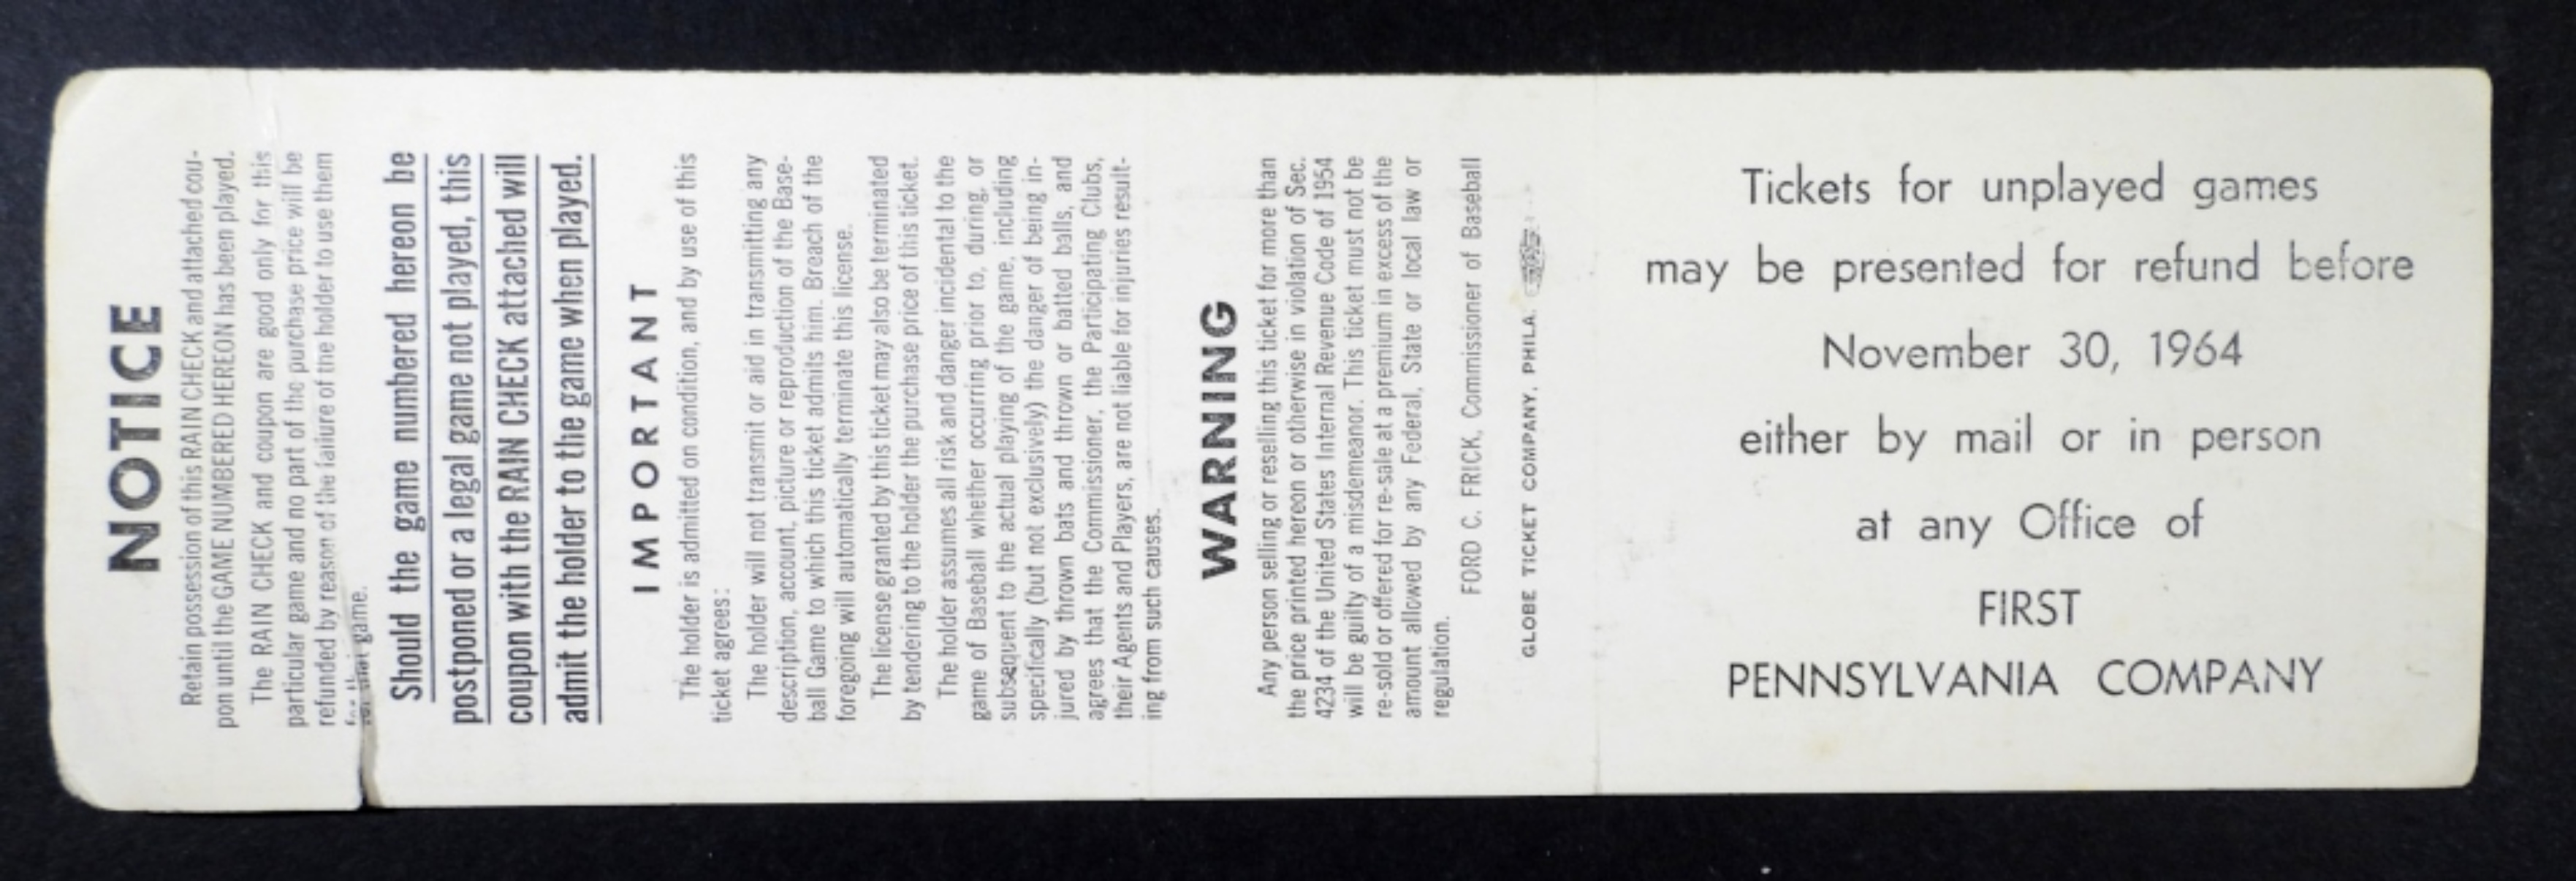 NOTICE
Retain possession of this RAIN CHECK and attached cou-
pon until the GAME NUMBERED HEREON has been played.
The RAIN CHECK and coupon are good only for this
particular game and no part of the purchase price will be
refunded by reason of the failure of the holder to use them
for that game.
Should the game numbered hereon be
postponed or a legal game not played, this
coupon with the RAIN CHECK attached will
admit the holder to the game when played.
IMPORTANT
The holder is admitted on condition, and by use of this
ticket agrees:
The holder will not transmit or aid in transmitting any
description, account, picture or reproduction of the Base-
ball Game to which this ticket admits him. Breach of the
foregoing will automatically terminate this license.
The license granted by this ticket may also be terminated
by tendering to the holder the purchase price of this ticket.
The holder assumes all risk and danger incidental to the
game of Baseball whether occurring prior to, during, or
subsequent to the actual playing of the game, including
specifically (but not exclusively) the danger of being in-
jured by thrown bats and thrown or batted balls, and
agrees that the Commissioner, the Participating Clubs,
their Agents and Players, are not liable for injuries result-
ing from such causes.
WARNING
Any person selling or reselling this ticket for more than
the price printed hereon or otherwise in violation of Sec.
4234 of the United States Internal Revenue Code of 1954
will be guilty of a misdemeanor. This ticket must not be
re-sold or offered for re-sale at a premium in excess of the
amount allowed by any Federal, State or local law or
regulation.
FORD C. FRICK, Commissioner of Baseball
GLOBE TICKET COMPANY, PHILA.
Tickets for unplayed games
may be presented for refund before
November 30, 1964
either by mail or in person
at any Office of
FIRST
PENNSYLVANIA COMPANY